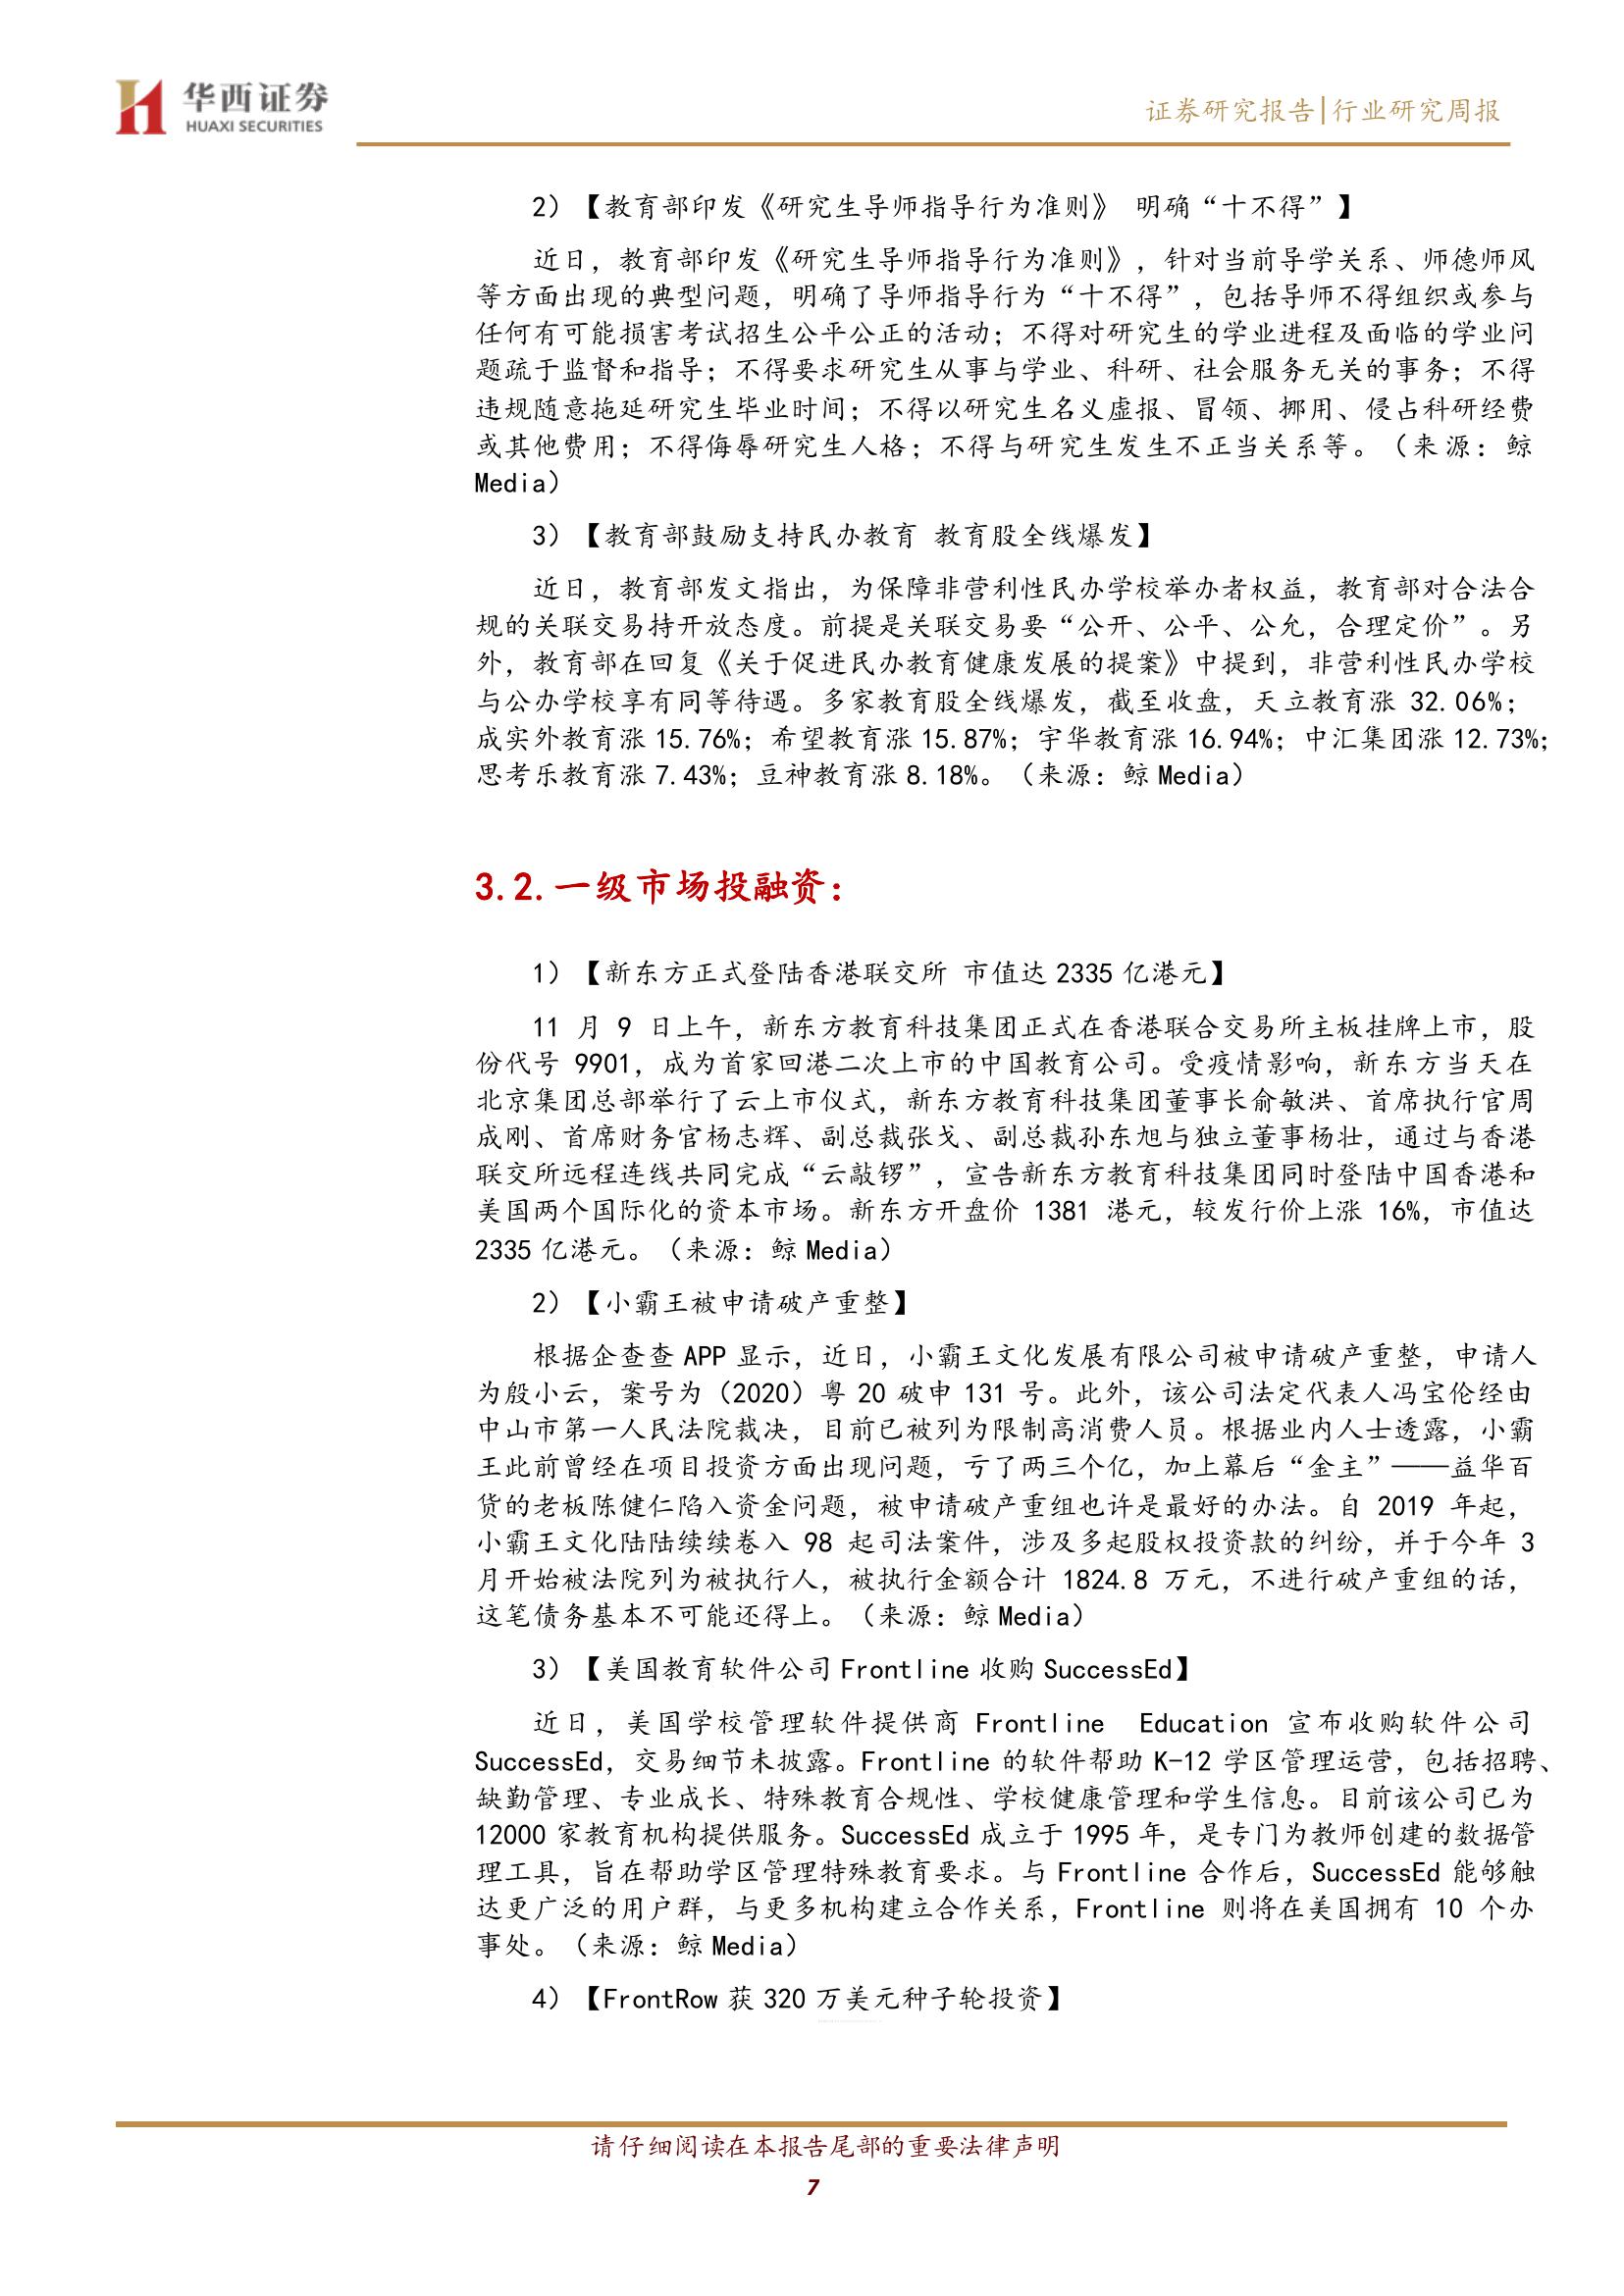 华西证券
HUAXI SECURITIES
证券研究报告|行业研究周报
2）【教育部印发《研究生导师指导行为准则》 明确“十不得”】
近日，教育部印发《研究生导师指导行为准则》，针对当前导学关系、师德师风
等方面出现的典型问题，明确了导师指导行为“十不得”，包括导师不得组织或参与
任何有可能损害考试招生公平公正的活动；不得对研究生的学业进程及面临的学业问
题疏于监督和指导；不得要求研究生从事与学业、科研、社会服务无关的事务；不得
违规随意拖延研究生毕业时间；不得以研究生名义虚报、冒领、挪用、侵占科研经费
或其他费用；不得侮辱研究生人格；不得与研究生发生不正当关系等。（来源：鲸
Media）
3）【教育部鼓励支持民办教育 教育股全线爆发】
近日，教育部发文指出，为保障非营利性民办学校举办者权益，教育部对合法合
规的关联交易持开放态度。前提是关联交易要“公开、公平、公允，合理定价”。另
外，教育部在回复《关于促进民办教育健康发展的提案》中提到，非营利性民办学校
与公办学校享有同等待遇。多家教育股全线爆发，截至收盘，天立教育涨 32.06%；
成实外教育涨 15.76%；希望教育涨 15.87%；宇华教育涨 16.94%；中汇集团涨 12.73%；
思考乐教育涨 7.43%；豆神教育涨 8.18%。（来源：鲸 Media）
3.2.一级市场投融资：
1）【新东方正式登陆香港联交所 市值达 2335 亿港元】
11 月 9 日上午，新东方教育科技集团正式在香港联合交易所主板挂牌上市，股
份代号 9901，成为首家回港二次上市的中国教育公司。受疫情影响，新东方当天在
北京集团总部举行了云上市仪式，新东方教育科技集团董事长俞敏洪、首席执行官周
成刚、首席财务官杨志辉、副总裁张戈、副总裁孙东旭与独立董事杨壮，通过与香港
联交所远程连线共同完成“云敲锣”，宣告新东方教育科技集团同时登陆中国香港和
美国两个国际化的资本市场。新东方开盘价 1381 港元，较发行价上涨 16%，市值达
2335 亿港元。（来源：鲸 Media）
2）【小霸王被申请破产重整】
根据企查查 APP 显示，近日，小霸王文化发展有限公司被申请破产重整，申请人
为殷小云，案号为（2020）粤 20 破申 131 号。此外，该公司法定代表人冯宝伦经由
中山市第一人民法院裁决，目前已被列为限制高消费人员。根据业内人士透露，小霸
王此前曾经在项目投资方面出现问题，亏了两三个亿，加上幕后“金主”——益华百
货的老板陈健仁陷入资金问题，被申请破产重组也许是最好的办法。自 2019 年起，
小霸王文化陆陆续续卷入 98 起司法案件，涉及多起股权投资款的纠纷，并于今年 3
月开始被法院列为被执行人，被执行金额合计 1824.8 万元，不进行破产重组的话，
这笔债务基本不可能还得上。（来源：鲸 Media）
3）【美国教育软件公司 Frontline 收购 SuccessEd】
近日，美国学校管理软件提供商 Frontline Education 宣布收购软件公司
SuccessEd，交易细节未披露。Frontline 的软件帮助 K-12 学区管理运营，包括招聘、
缺勤管理、专业成长、特殊教育合规性、学校健康管理和学生信息。目前该公司已为
12000 家教育机构提供服务。SuccessEd 成立于 1995 年，是专门为教师创建的数据管
理工具，旨在帮助学区管理特殊教育要求。与 Frontline 合作后，SuccessEd 能够触
达更广泛的用户群，与更多机构建立合作关系，Frontline 则将在美国拥有 10 个办
事处。（来源：鲸 Media）
4）【FrontRow 获 320 万美元种子轮投资】
请仔细阅读在本报告尾部的重要法律声明
7